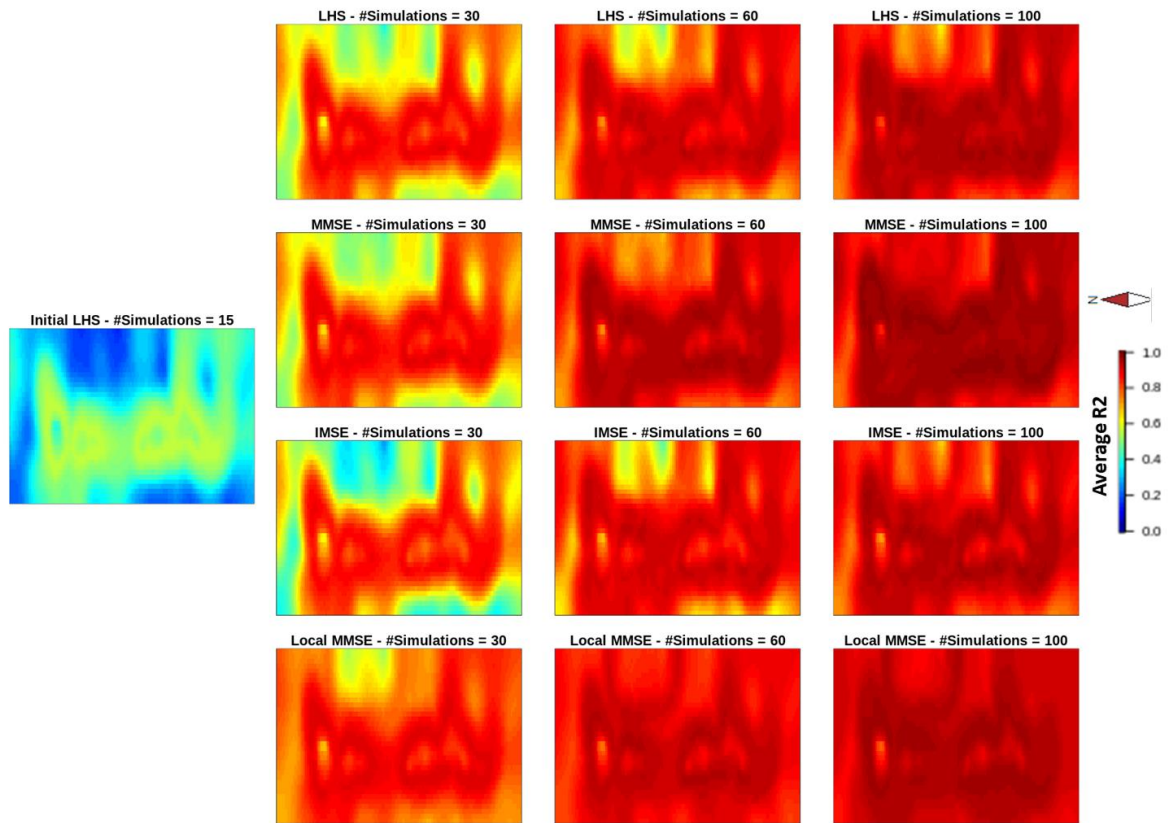 LHS - #Simulations = 30
LHS - #Simulations = 60
LHS - #Simulations = 100
MMSE - #Simulations = 30
MMSE - #Simulations = 60
MMSE - #Simulations = 100
N
Initial LHS - #Simulations = 15
1.0
0.8
0.6
0.4
0.2
0.0
Average R2
IMSE - #Simulations = 30
IMSE - #Simulations = 60
IMSE - #Simulations = 100
Local MMSE - #Simulations = 30
Local MMSE - #Simulations = 60
Local MMSE - #Simulations = 100